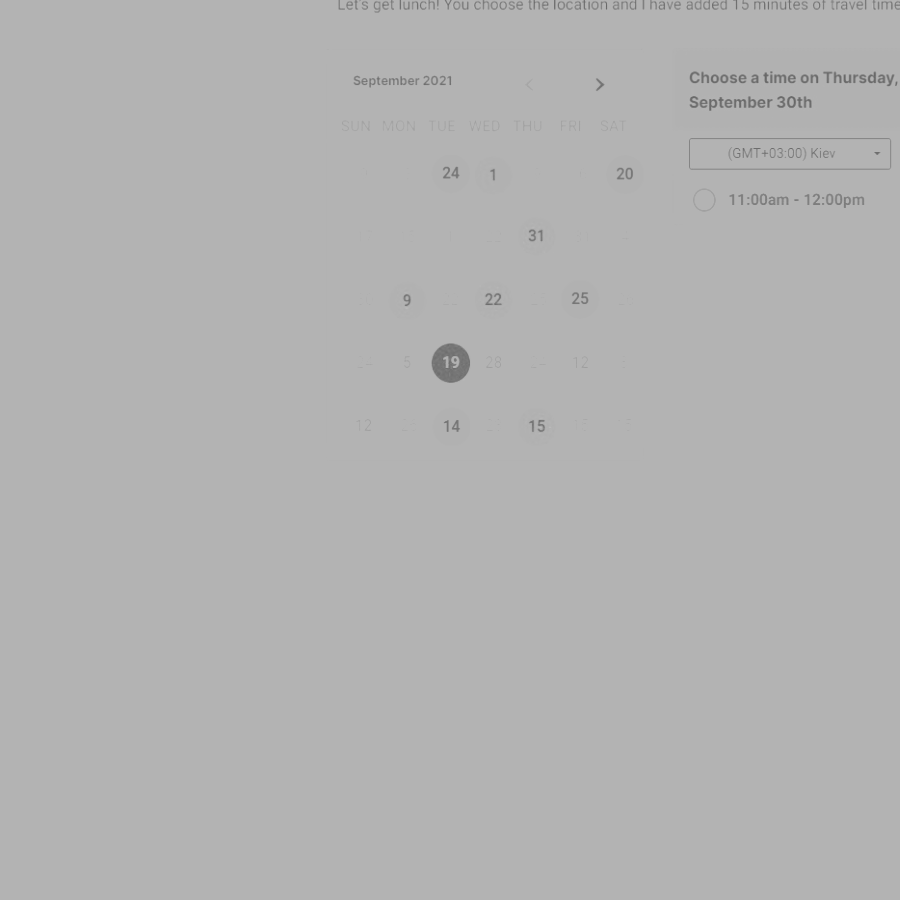 Let's get lunch! You choose the location and I have added 15 minutes of travel time
September 2021
SUN MON TUE WED THU FRI SAT
24 1 20
31
9 22 25
5 19 28 12
12 14 15
Choose a time on Thursday,
September 30th
(GMT+03:00) Kiev
11:00am - 12:00pm